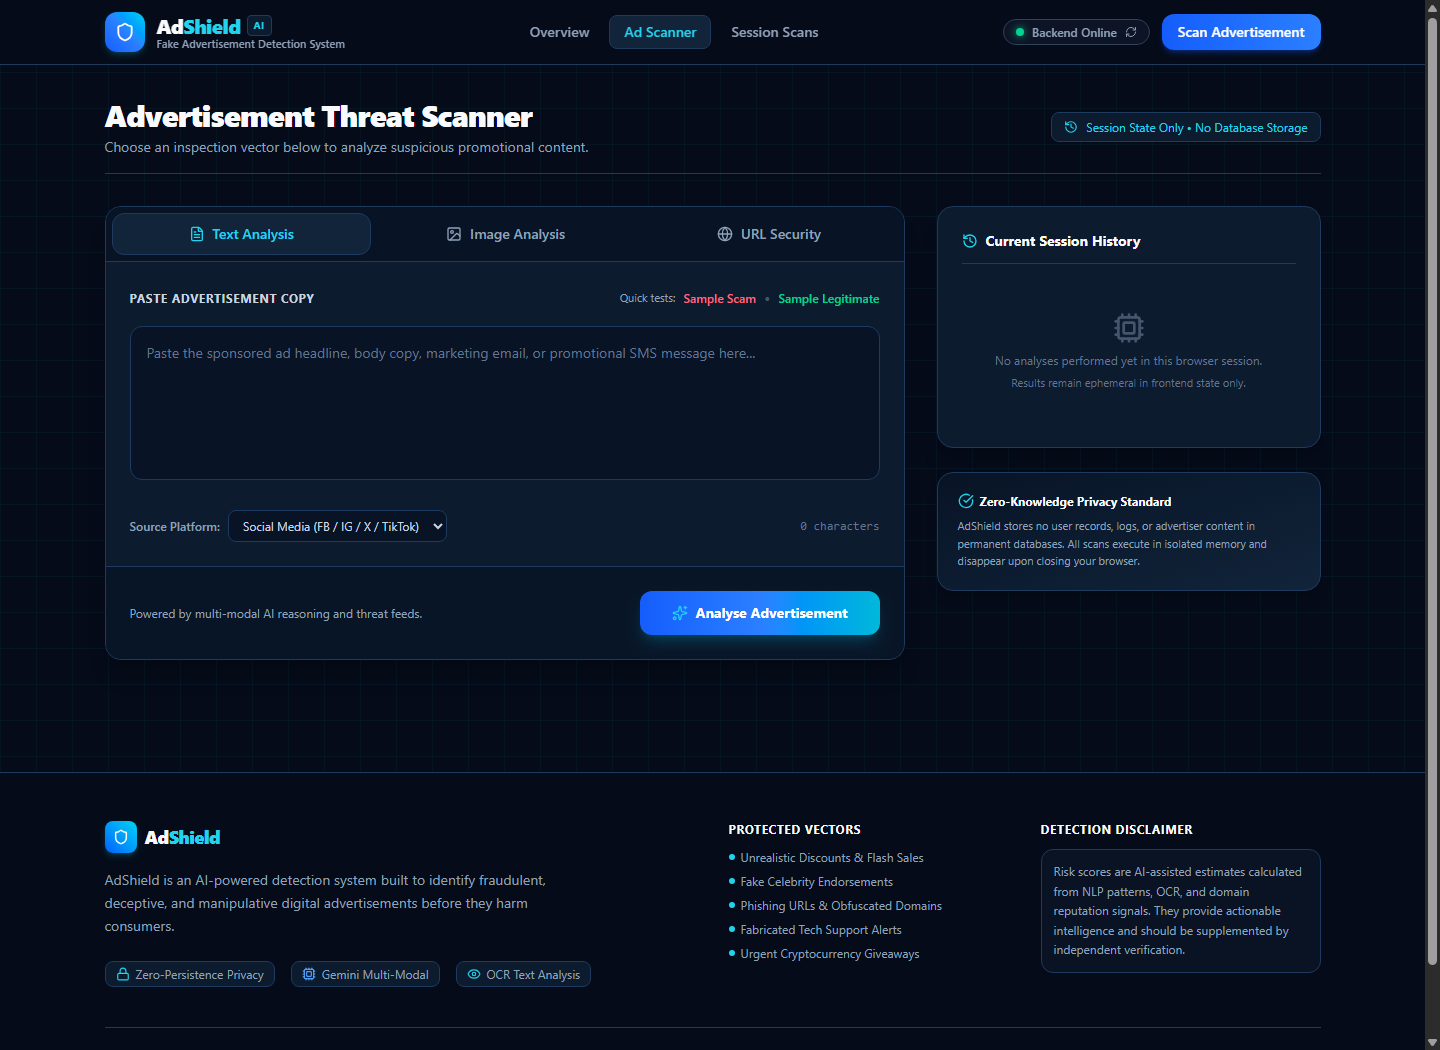 AdShield AI
Fake Advertisement Detection System
Overview
Ad Scanner
Session Scans
Backend Online
Scan Advertisement
Advertisement Threat Scanner
Choose an inspection vector below to analyze suspicious promotional content.
Session State Only • No Database Storage
Text Analysis
Image Analysis
URL Security
PASTE ADVERTISEMENT COPY
Quick tests: Sample Scam • Sample Legitimate
Paste the sponsored ad headline, body copy, marketing email, or promotional SMS message here...
Source Platform: Social Media (FB / IG / X / TikTok)
0 characters
Powered by multi-modal AI reasoning and threat feeds.
Analyse Advertisement
Current Session History
No analyses performed yet in this browser session.
Results remain ephemeral in frontend state only.
Zero-Knowledge Privacy Standard
AdShield stores no user records, logs, or advertiser content in
permanent databases. All scans execute in isolated memory and
disappear upon closing your browser.
AdShield
AdShield is an AI-powered detection system built to identify fraudulent,
deceptive, and manipulative digital advertisements before they harm
consumers.
Zero-Persistence Privacy
Gemini Multi-Modal
OCR Text Analysis
PROTECTED VECTORS
Unrealistic Discounts & Flash Sales
Fake Celebrity Endorsements
Phishing URLs & Obfuscated Domains
Fabricated Tech Support Alerts
Urgent Cryptocurrency Giveaways
DETECTION DISCLAIMER
Risk scores are AI-assisted estimates calculated
from NLP patterns, OCR, and domain
reputation signals. They provide actionable
intelligence and should be supplemented by
independent verification.